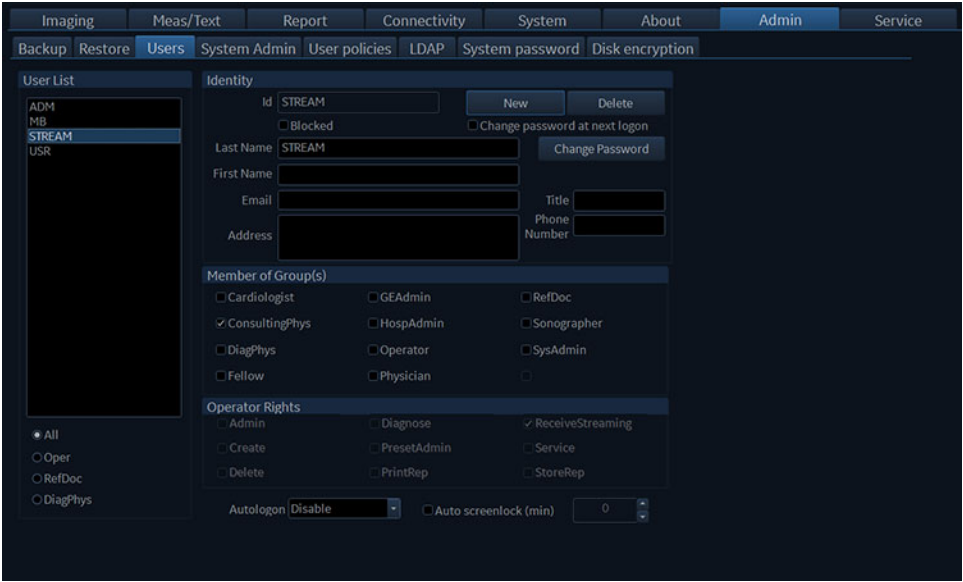 Imaging Meas/Text Report Connectivity System About Admin Service
Backup Restore Users System Admin User policies LDAP System password Disk encryption
User List
ADM
MB
STREAM
USR
All
Oper
RefDoc
DiagPhys
Identity
Id STREAM New Delete
Blocked Change password at next logon
Last Name STREAM Change Password
First Name
Email Title
Address Phone Number
Member of Group(s)
Cardiologist GEAdmin RefDoc
ConsultingPhys HospAdmin Sonographer
DiagPhys Operator SysAdmin
Fellow Physician
Operator Rights
Admin Diagnose ReceiveStreaming
Create PresetAdmin Service
Delete PrintRep StoreRep
Autologon Disable Auto screenlock (min) 0